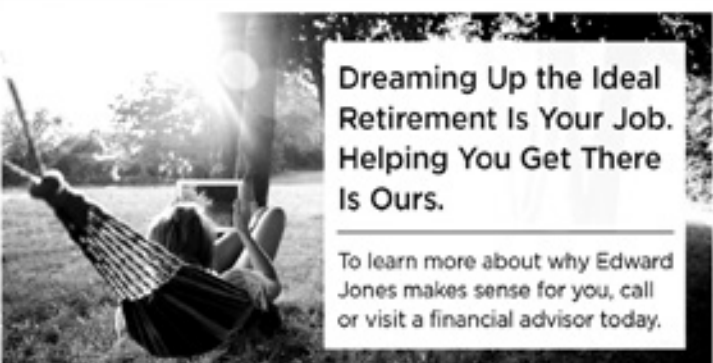 Dreaming Up the Ideal
Retirement Is Your Job.
Helping You Get There
Is Ours.
To learn more about why Edward
Jones makes sense for you, call
or visit a financial advisor today.